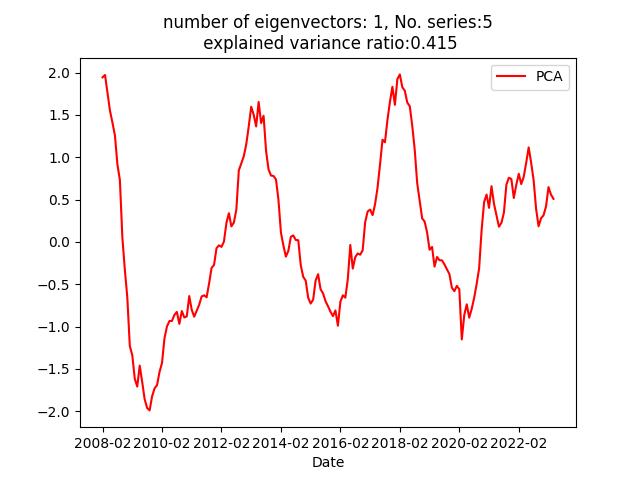 number of eigenvectors: 1, No. series:5
explained variance ratio:0.415
PCA
2.0
1.5
1.0
0.5
0.0
−0.5
−1.0
−1.5
−2.0
2008-02 2010-02 2012-02 2014-02 2016-02 2018-02 2020-02 2022-02
Date